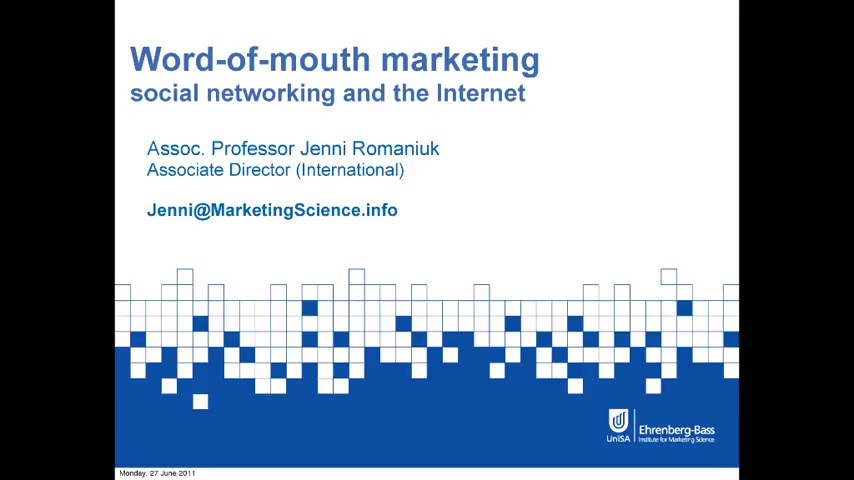 Word-of-mouth marketing
social networking and the Internet
Assoc. Professor Jenni Romaniuk
Associate Director (International)
Jenni@MarketingScience.info
UniSA
Ehrenberg-Bass
Institute for Marketing Science
Monday, 27 June 2011